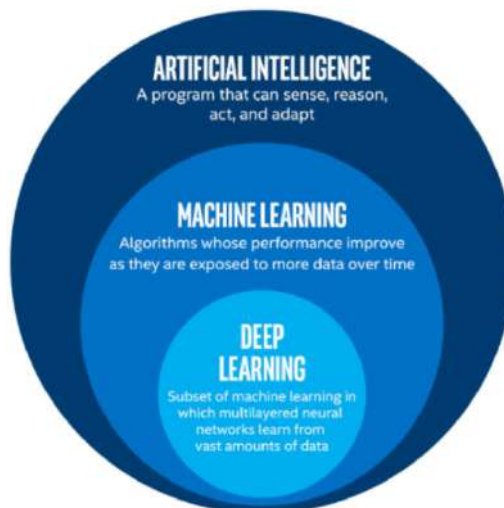 ARTIFICIAL INTELLIGENCE
A program that can sense, reason,
act, and adapt
MACHINE LEARNING
Algorithms whose performance improve
as they are exposed to more data over time
DEEP
LEARNING
Subset of machine learning in
which multilayered neural
networks learn from
vast amounts of data